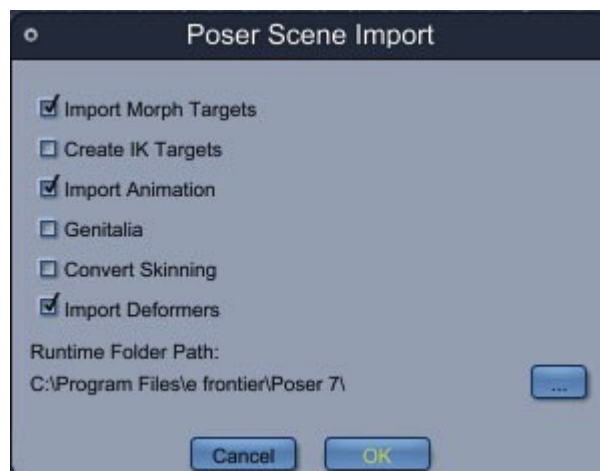 Poser Scene Import
Import Morph Targets
Create IK Targets
Import Animation
Genitalia
Convert Skinning
Import Deformers
Runtime Folder Path:
C:\Program Files\e frontier\Poser 7\
...
Cancel
OK